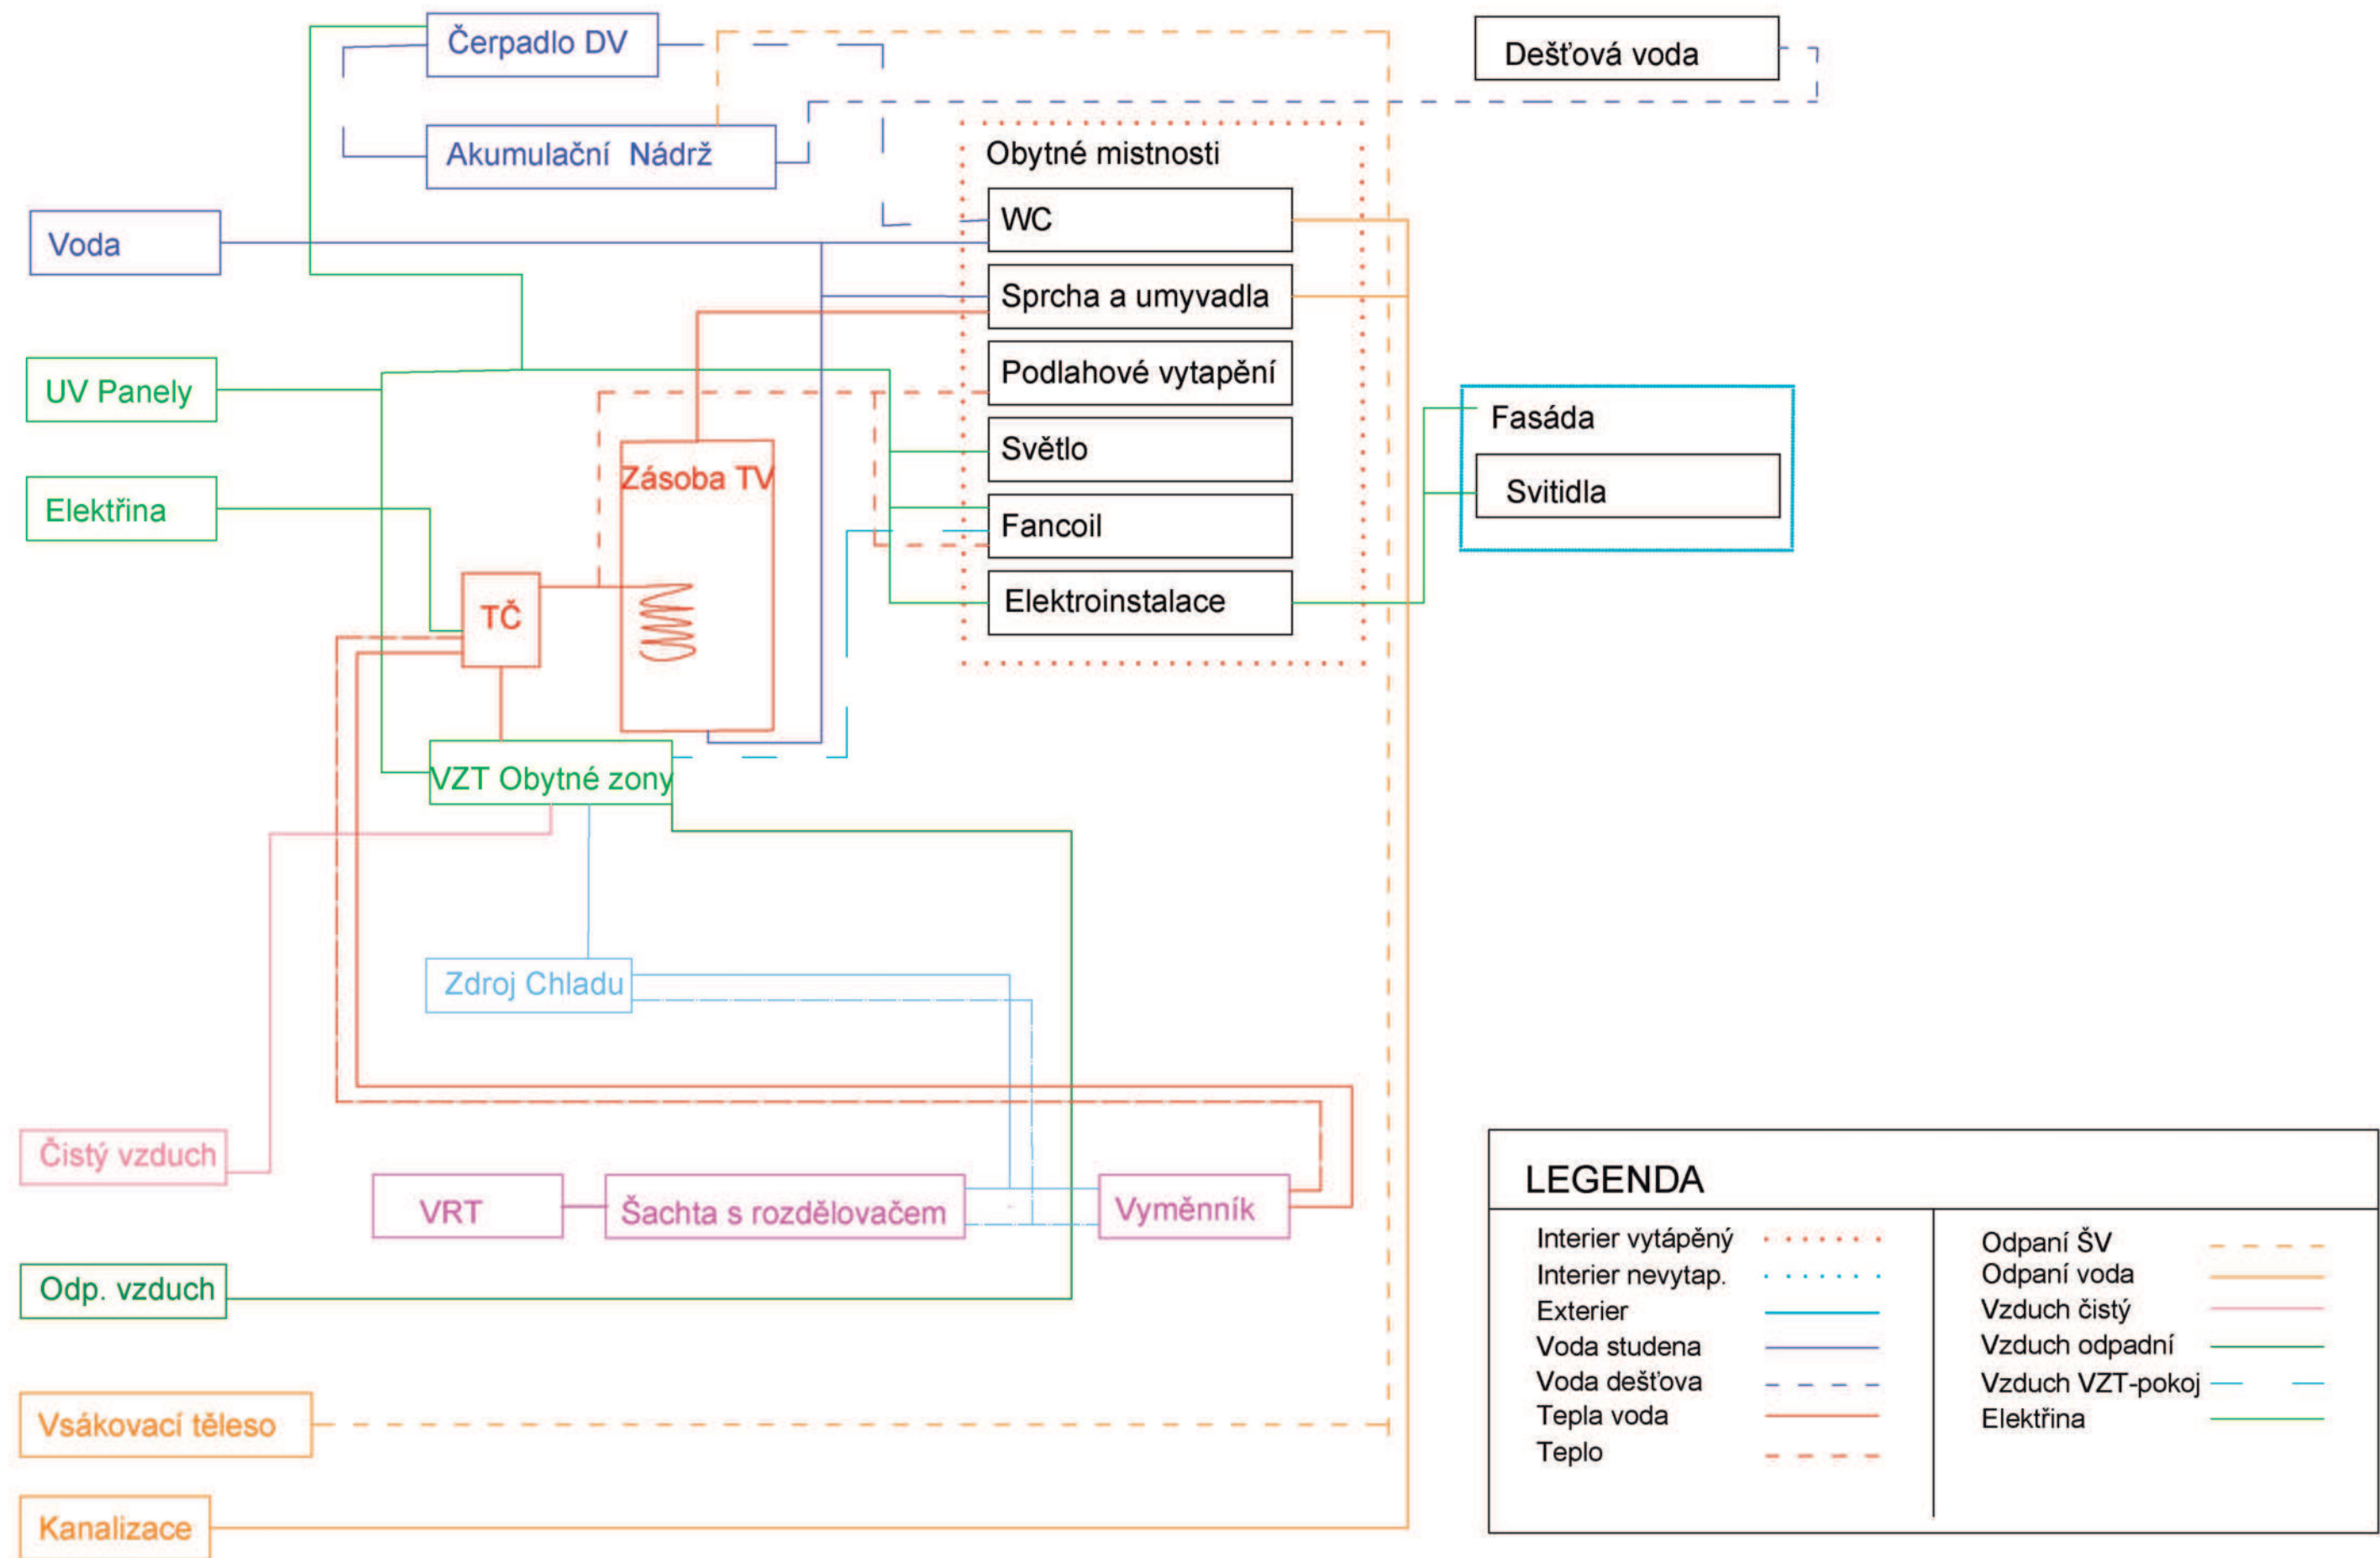 Čerpadlo DV
Dešťová voda
Akumulační Nádrž
Obytné mistnosti
WC
Voda
Sprcha a umyvadla
Podlahové vytapění
UV Panely
Fasáda
Světlo
Zásoba TV
Svitidla
Elektřina
Fancoil
Elektroinstalace
TČ
VZT Obytné zony
Zdroj Chladu
Čistý vzduch
VRT
Šachta s rozdělovačem
Vyměnník
Odp. vzduch
Vsákovací těleso
Kanalizace
LEGENDA
Interier vytápěný
Interier nevytap.
Exterier
Voda studena
Voda dešťova
Tepla voda
Teplo
Odpaní ŠV
Odpaní voda
Vzduch čistý
Vzduch odpadní
Vzduch VZT-pokoj
Elektřina